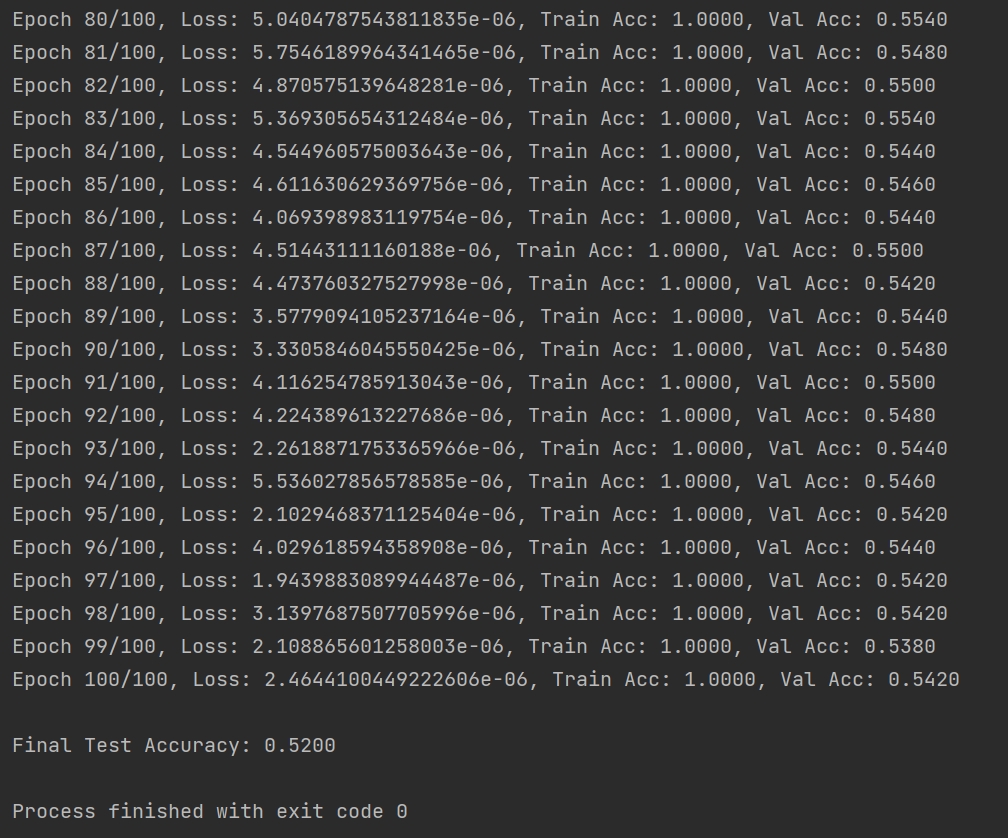 Epoch 80/100, Loss: 5.0404787543811835e-06, Train Acc: 1.0000, Val Acc: 0.5540
Epoch 81/100, Loss: 5.7546189964341465e-06, Train Acc: 1.0000, Val Acc: 0.5480
Epoch 82/100, Loss: 4.870575139648281e-06, Train Acc: 1.0000, Val Acc: 0.5500
Epoch 83/100, Loss: 5.369305654312484e-06, Train Acc: 1.0000, Val Acc: 0.5540
Epoch 84/100, Loss: 4.544960575003643e-06, Train Acc: 1.0000, Val Acc: 0.5440
Epoch 85/100, Loss: 4.611630629369756e-06, Train Acc: 1.0000, Val Acc: 0.5460
Epoch 86/100, Loss: 4.069398983119754e-06, Train Acc: 1.0000, Val Acc: 0.5440
Epoch 87/100, Loss: 4.51443111160188e-06, Train Acc: 1.0000, Val Acc: 0.5500
Epoch 88/100, Loss: 4.473760327527998e-06, Train Acc: 1.0000, Val Acc: 0.5420
Epoch 89/100, Loss: 3.5779094105237164e-06, Train Acc: 1.0000, Val Acc: 0.5440
Epoch 90/100, Loss: 3.3305846045550425e-06, Train Acc: 1.0000, Val Acc: 0.5480
Epoch 91/100, Loss: 4.116254785913043e-06, Train Acc: 1.0000, Val Acc: 0.5500
Epoch 92/100, Loss: 4.224389613227686e-06, Train Acc: 1.0000, Val Acc: 0.5480
Epoch 93/100, Loss: 2.2618871753365966e-06, Train Acc: 1.0000, Val Acc: 0.5440
Epoch 94/100, Loss: 5.536027856578585e-06, Train Acc: 1.0000, Val Acc: 0.5460
Epoch 95/100, Loss: 2.1029468371125404e-06, Train Acc: 1.0000, Val Acc: 0.5420
Epoch 96/100, Loss: 4.029618594358908e-06, Train Acc: 1.0000, Val Acc: 0.5440
Epoch 97/100, Loss: 1.9439883089944487e-06, Train Acc: 1.0000, Val Acc: 0.5420
Epoch 98/100, Loss: 3.1397687507705996e-06, Train Acc: 1.0000, Val Acc: 0.5420
Epoch 99/100, Loss: 2.108865601258003e-06, Train Acc: 1.0000, Val Acc: 0.5380
Epoch 100/100, Loss: 2.4644100449222606e-06, Train Acc: 1.0000, Val Acc: 0.5420
Final Test Accuracy: 0.5200
Process finished with exit code 0